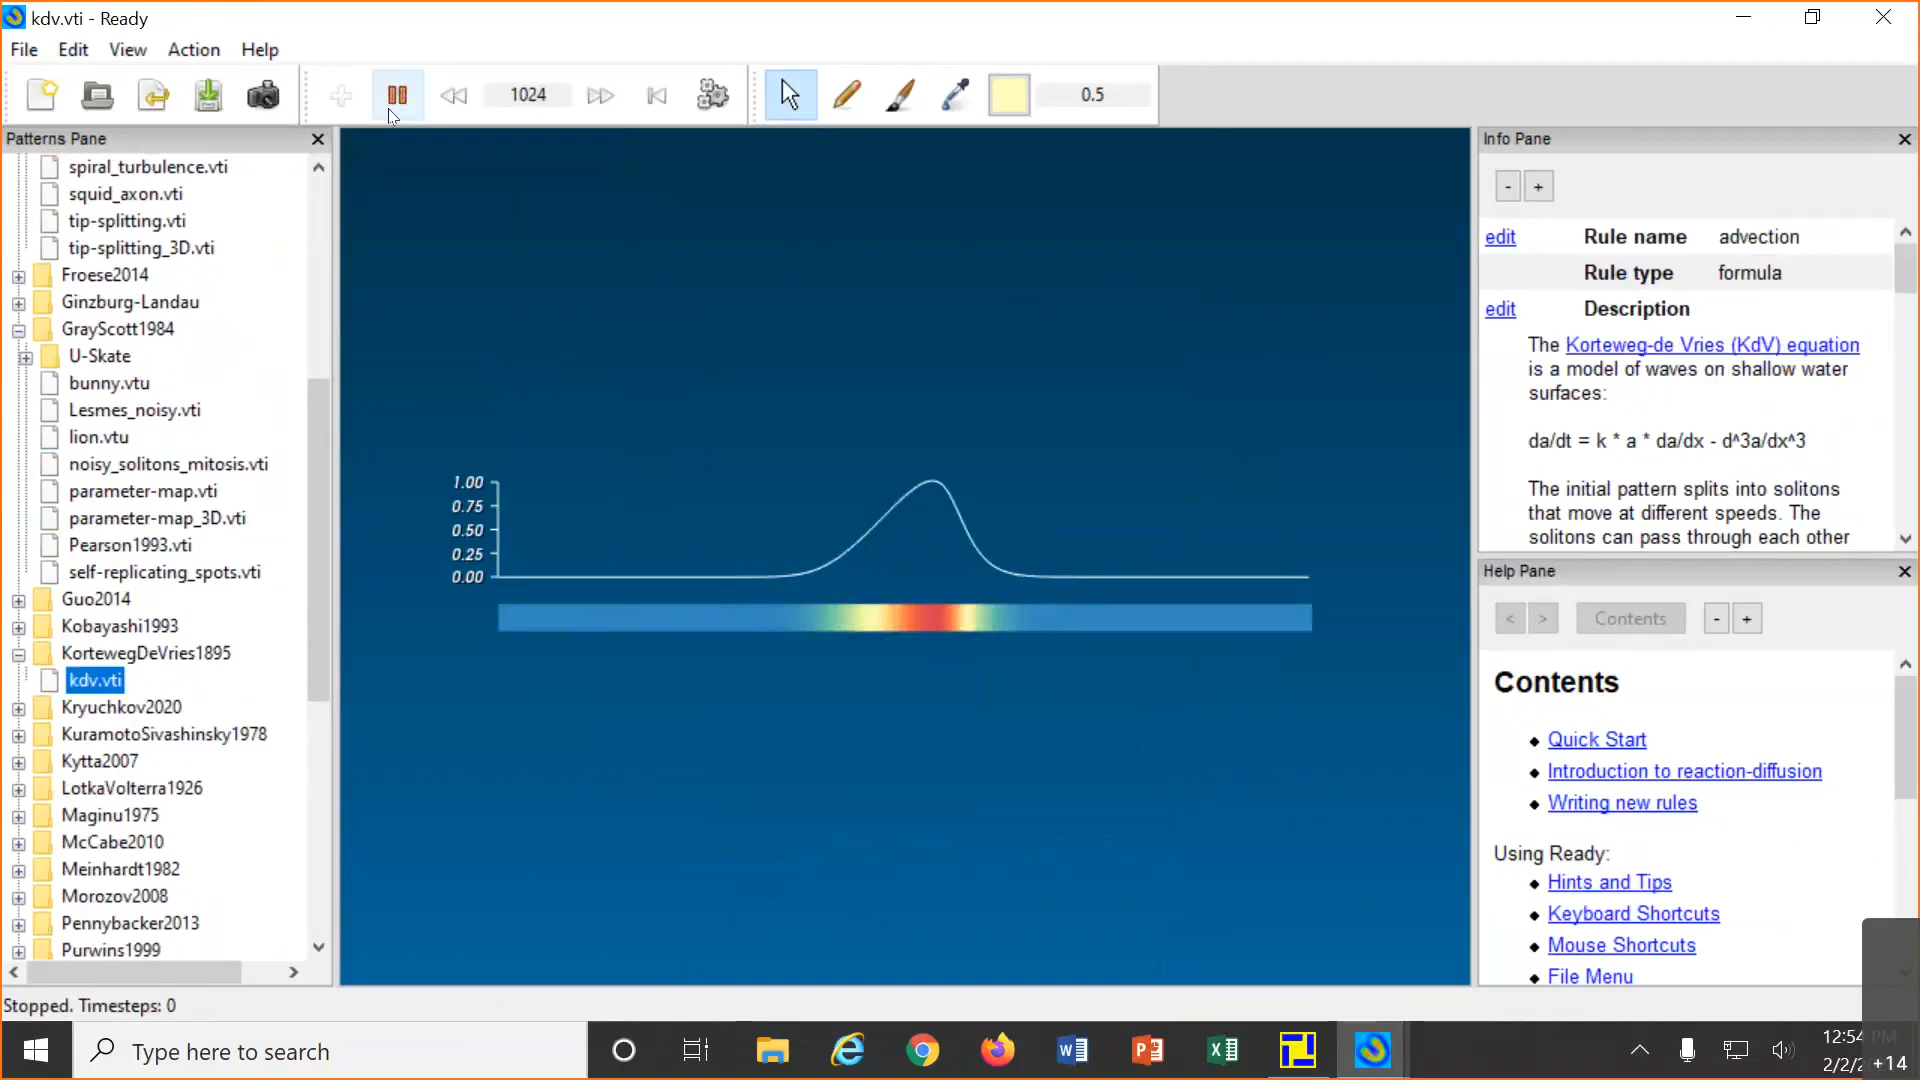 kdv.vti - Ready
File Edit View Action Help
1024
0.5
Patterns Pane
spiral_turbulence.vti
squid_axon.vti
tip-splitting.vti
tip-splitting_3D.vti
Froese2014
Ginzburg-Landau
GrayScott1984
U-Skate
bunny.vtu
Lesmes_noisy.vti
lion.vtu
noisy_solitons_mitosis.vti
parameter-map.vti
parameter-map_3D.vti
Pearson1993.vti
self-replicating_spots.vti
Guo2014
Kobayashi1993
KortewegDeVries1895
kdv.vti
Kryuchkov2020
KuramotoSivashinsky1978
Kytta2007
LotkaVolterra1926
Maginu1975
McCabe2010
Meinhardt1982
Morozov2008
Pennybacker2013
Purwins1999
1.00
0.75
0.50
0.25
0.00
Info Pane
- +
edit Rule name advection
Rule type formula
edit Description
The Korteweg-de Vries (KdV) equation
is a model of waves on shallow water
surfaces:
da/dt = k * a * da/dx - d^3a/dx^3
The initial pattern splits into solitons
that move at different speeds. The
solitons can pass through each other
Help Pane
< > Contents - +
Contents
Quick Start
Introduction to reaction-diffusion
Writing new rules
Using Ready:
Hints and Tips
Keyboard Shortcuts
Mouse Shortcuts
File Menu
Stopped. Timesteps: 0
Type here to search
12:54 PM
2/2/2 +14